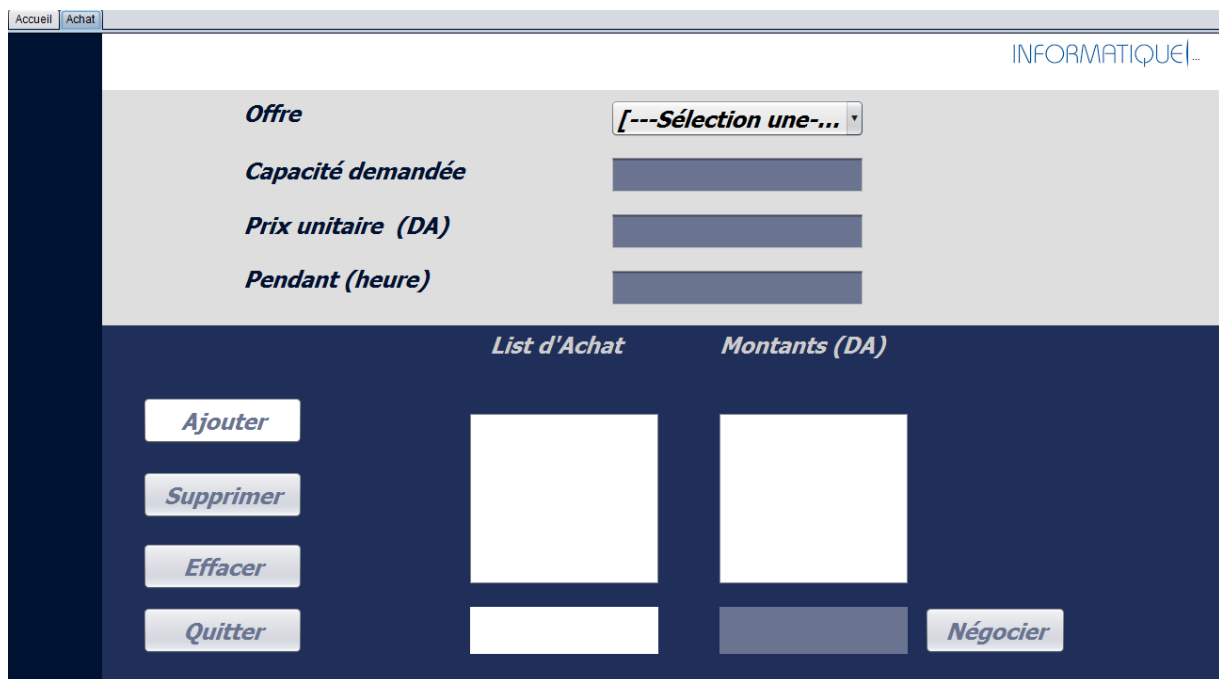 Accueil Achat
INFORMATIQUE ...
Offre [---Sélection une-...
Capacité demandée
Prix unitaire (DA)
Pendant (heure)
List d'Achat Montants (DA)
Ajouter
Supprimer
Effacer
Quitter Négocier